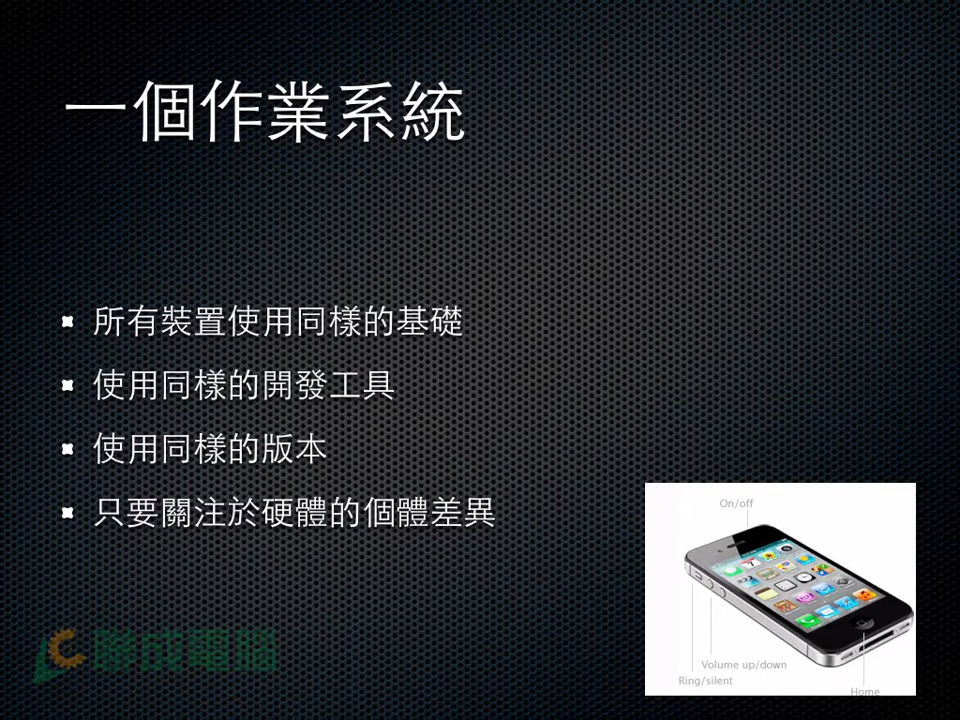 一個作業系統
所有裝置使用同樣的基礎
使用同樣的開發工具
使用同樣的版本
只要關注於硬體的個體差異
On/off
Volume up/down
Ring/silent
Home
聯成電腦